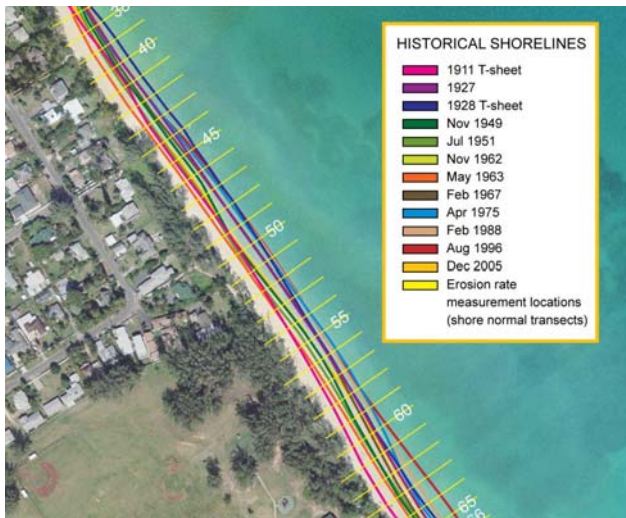 38
40
45
50
55
60
65
66
HISTORICAL SHORELINES
1911 T-sheet
1927
1928 T-sheet
Nov 1949
Jul 1951
Nov 1962
May 1963
Feb 1967
Apr 1975
Feb 1988
Aug 1996
Dec 2005
Erosion rate
measurement locations
(shore normal transects)